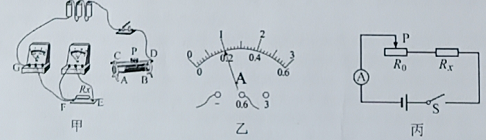 C P D
G A B
F Rx E
甲
0 1 2 3
0 0.2 0.4 0.6
A
- 0.6 3
乙
P
R₀ Rₓ
A
S
丙